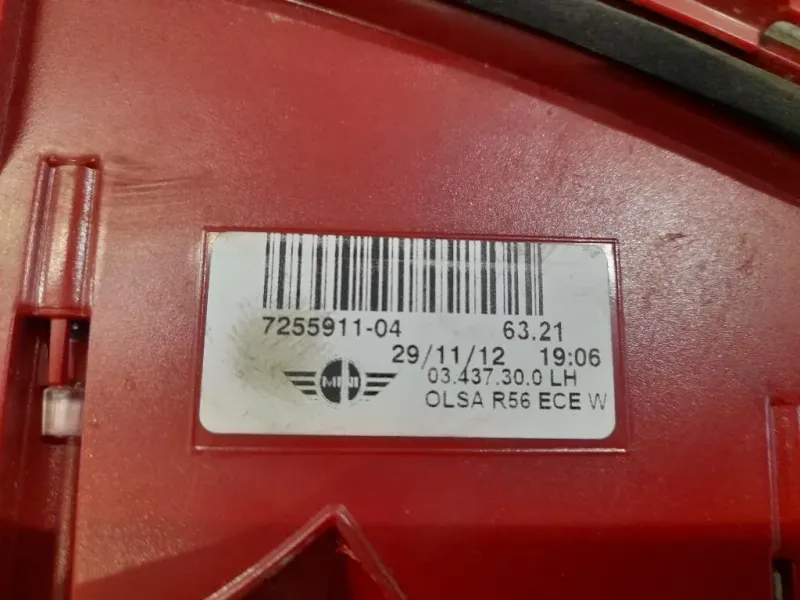 7255911-04 63.21
29/11/12 19:06
MINI
03.437.30.0 LH
OLSA R56 ECE W